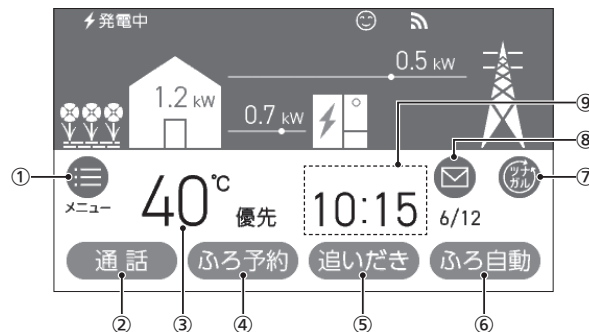 発電中
0.5 kW
1.2 kW
0.7 kW
⑨
⑧
①
⑦
ツナ
ガル
メニュー
40℃
優先
10:15
6/12
通話
ふろ予約
追いだき
ふろ自動
②
③
④
⑤
⑥